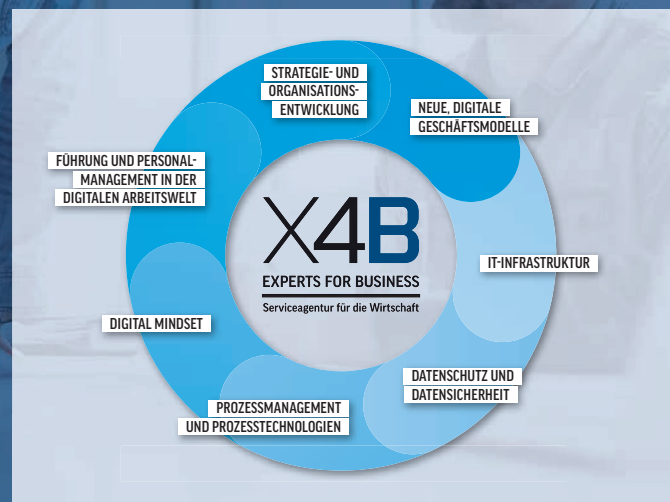 STRATEGIE- UND
ORGANISATIONS-
ENTWICKLUNG
NEUE, DIGITALE
GESCHÄFTSMODELLE
FÜHRUNG UND PERSONAL-
MANAGEMENT IN DER
DIGITALEN ARBEITSWELT
X4B
EXPERTS FOR BUSINESS
Serviceagentur für die Wirtschaft
IT-INFRASTRUKTUR
DIGITAL MINDSET
DATENSCHUTZ UND
DATENSICHERHEIT
PROZESSMANAGEMENT
UND PROZESSTECHNOLOGIEN